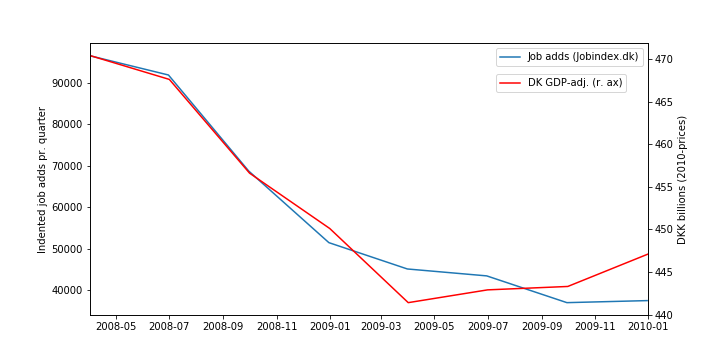 Job adds (Jobindex.dk)
DK GDP-adj. (r. ax)
Indented job adds pr. quarter
90000
80000
70000
60000
50000
40000
470
465
460
455
450
445
440
DKK billions (2010-prices)
2008-05 2008-07 2008-09 2008-11 2009-01 2009-03 2009-05 2009-07 2009-09 2009-11 2010-01